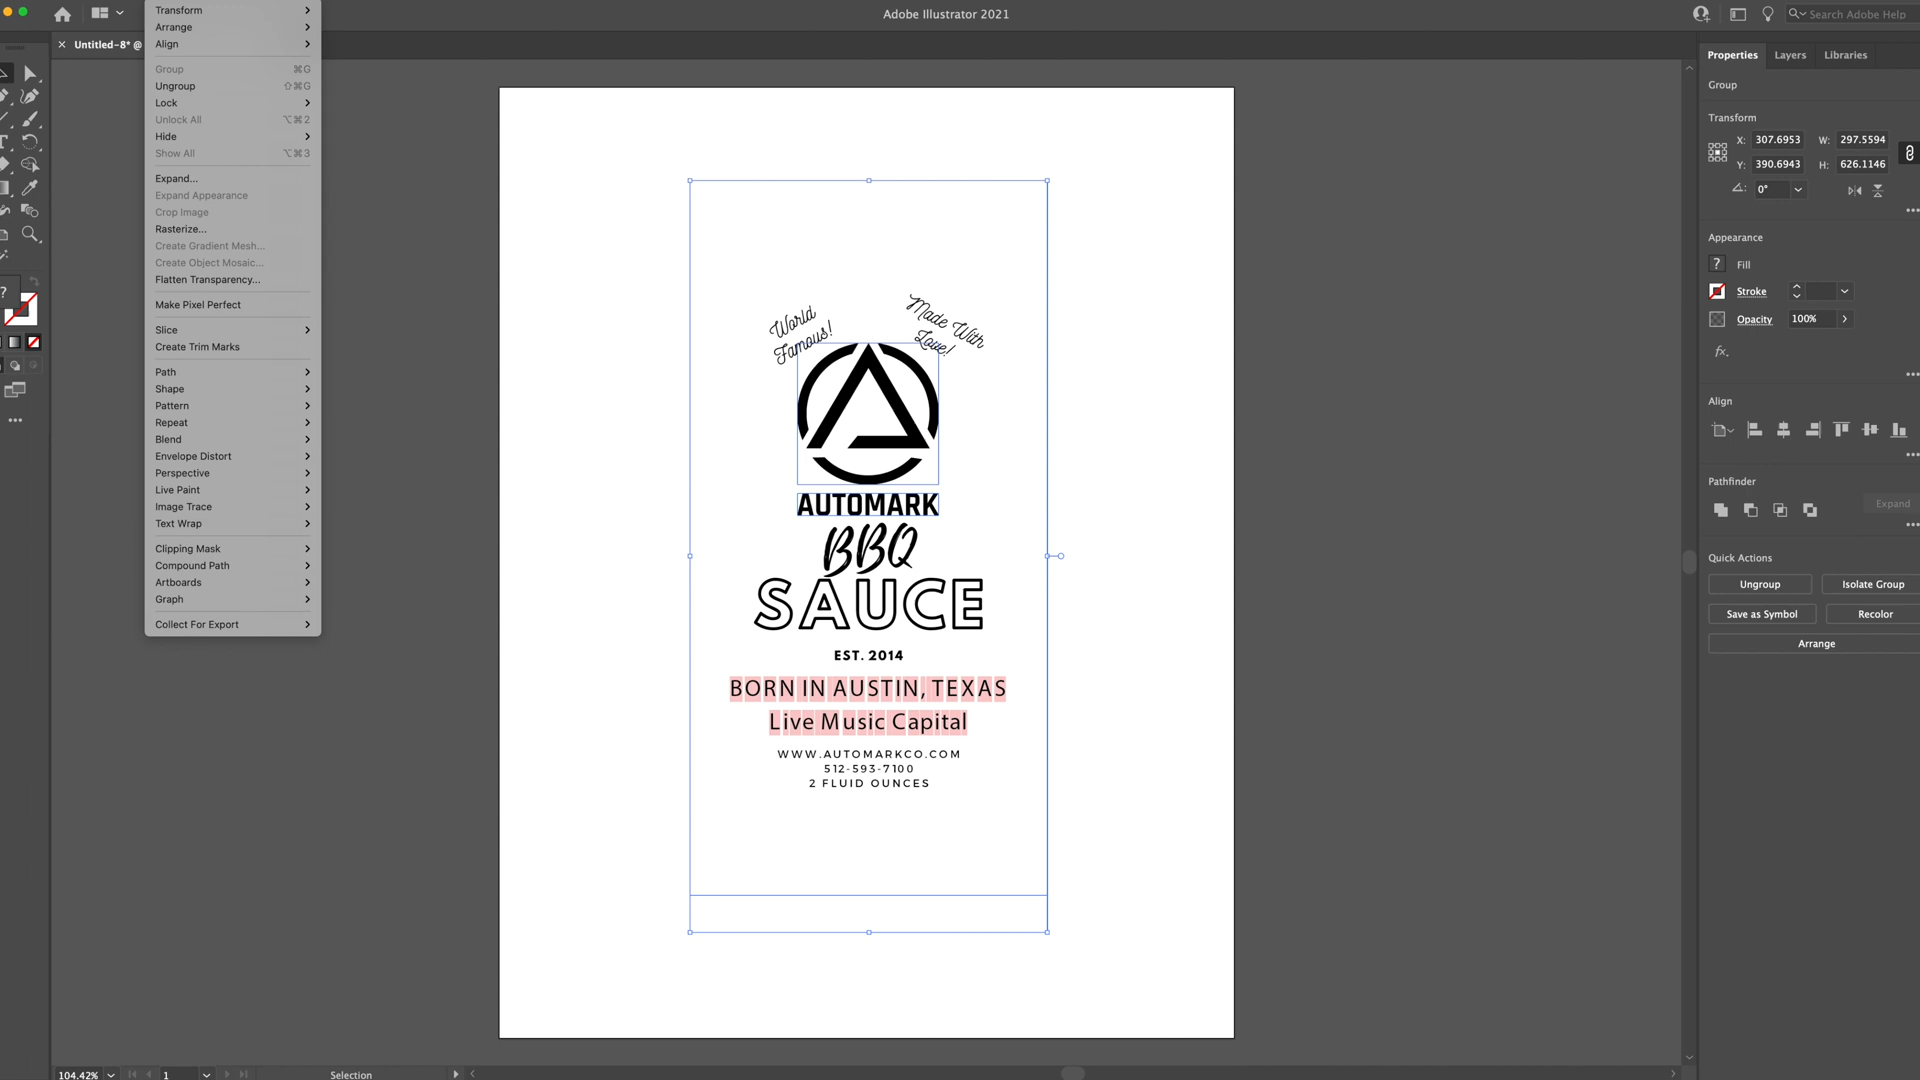 Adobe Illustrator 2021
Search Adobe Help
Untitled-8* @
Transform
Arrange
Align
Group ⌘G
Ungroup ⇧⌘G
Lock
Unlock All ⌥⌘2
Hide
Show All ⌥⌘3
Expand...
Expand Appearance
Crop Image
Rasterize...
Create Gradient Mesh...
Create Object Mosaic...
Flatten Transparency...
Make Pixel Perfect
Slice
Create Trim Marks
Path
Shape
Pattern
Repeat
Blend
Envelope Distort
Perspective
Live Paint
Image Trace
Text Wrap
Clipping Mask
Compound Path
Artboards
Graph
Collect For Export
World
Famous!
Made With
Love!
AUTOMARK
BBQ
SAUCE
EST. 2014
BORN IN AUSTIN, TEXAS
Live Music Capital
WWW.AUTOMARKCO.COM
512-593-7100
2 FLUID OUNCES
Properties Layers Libraries
Group
Transform
X: 307.6953 W: 297.5594
Y: 390.6943 H: 626.1146
0°
Appearance
? Fill
Stroke
Opacity 100%
fx.
Align
Pathfinder
Expand
Quick Actions
Ungroup Isolate Group
Save as Symbol Recolor
Arrange
104.42% 1 Selection